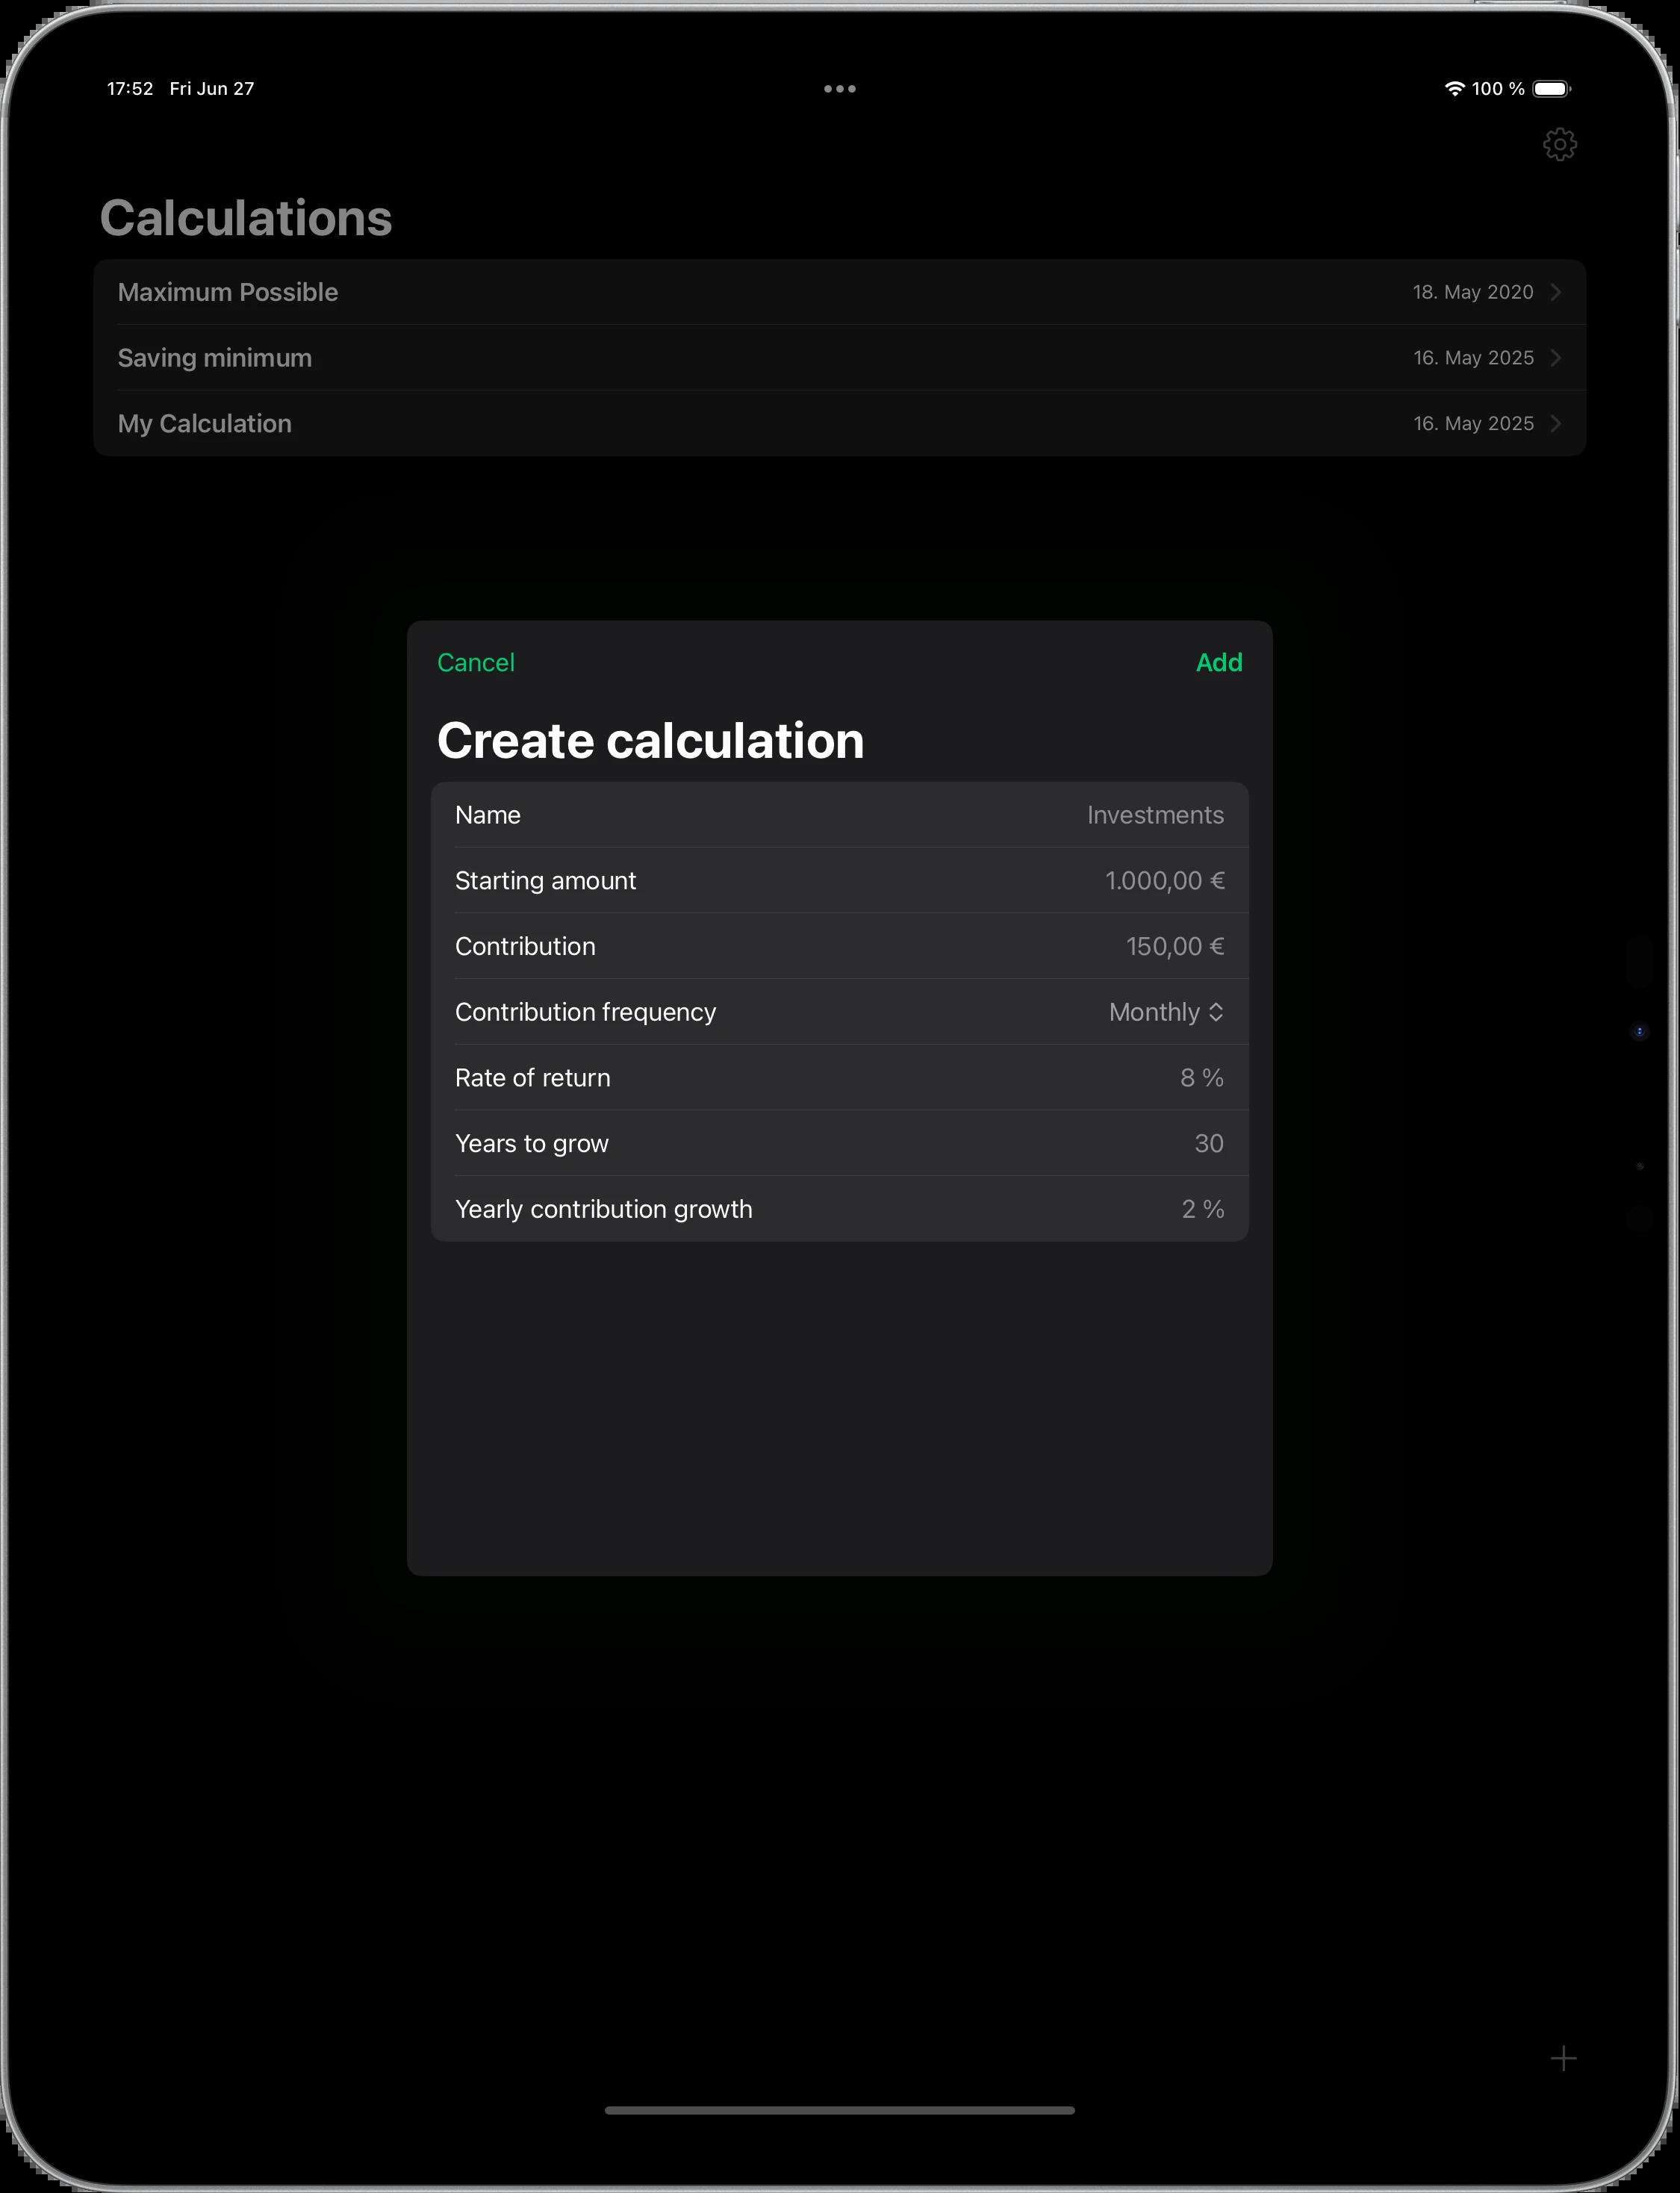 17:52 Fri Jun 27
100 %
Calculations
Maximum Possible 18. May 2020
Saving minimum 16. May 2025
My Calculation 16. May 2025
Cancel Add
Create calculation
Name Investments
Starting amount 1.000,00 €
Contribution 150,00 €
Contribution frequency Monthly
Rate of return 8 %
Years to grow 30
Yearly contribution growth 2 %